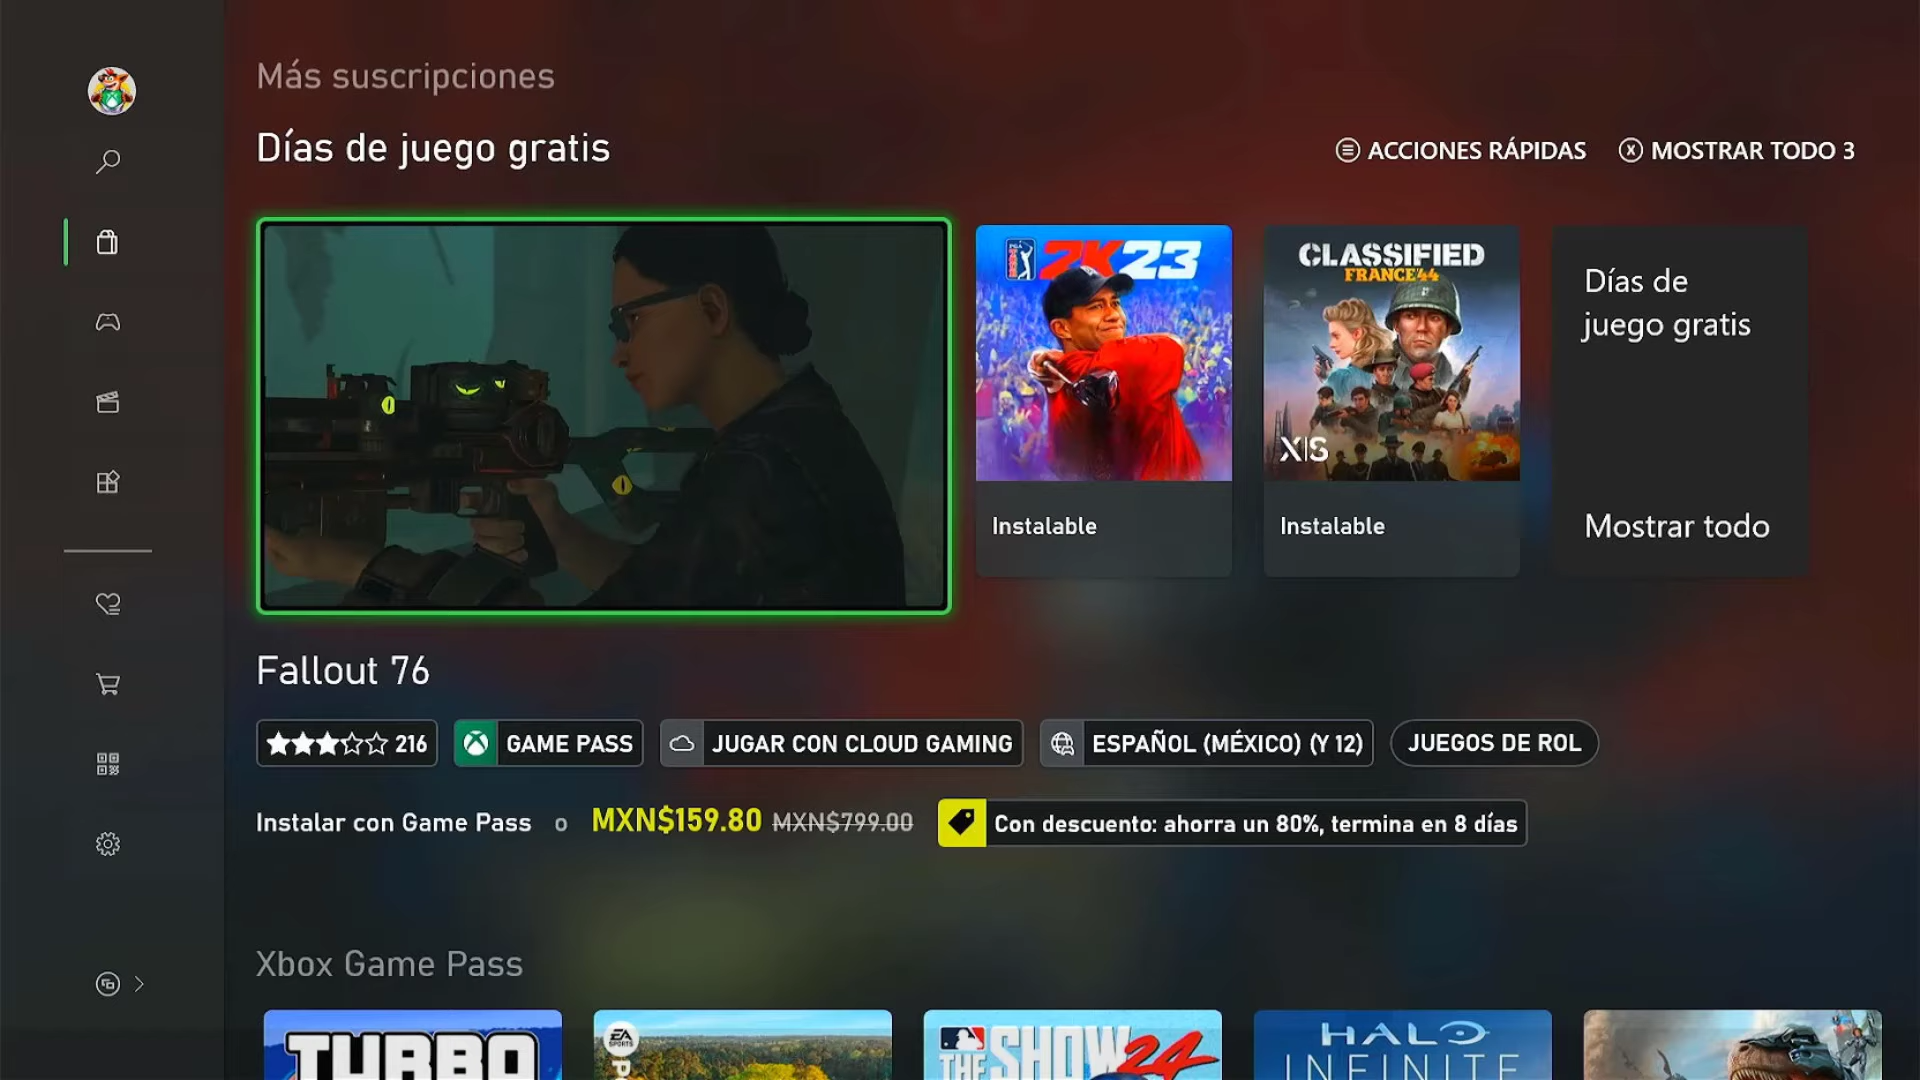 Más suscripciones
Días de juego gratis
ACCIONES RÁPIDAS
MOSTRAR TODO 3
PGA
2K23
Instalable
CLASSIFIED
FRANCE'44
X|S
Instalable
Días de
juego gratis
Mostrar todo
Fallout 76
216
GAME PASS
JUGAR CON CLOUD GAMING
ESPAÑOL (MÉXICO) (Y 12)
JUEGOS DE ROL
Instalar con Game Pass o MXN$159.80 MXN$799.00
Con descuento: ahorra un 80%, termina en 8 días
Xbox Game Pass
TURBO
EA
SPORTS
THE SHOW 24
HALO
INFINITE